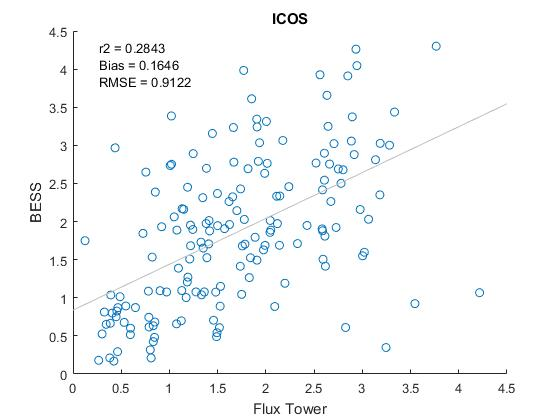 ICOS
r2 = 0.2843
Bias = 0.1646
RMSE = 0.9122
4.5
4
3.5
3
2.5
2
1.5
1
0.5
0
BESS
0 0.5 1 1.5 2 2.5 3 3.5 4 4.5
Flux Tower